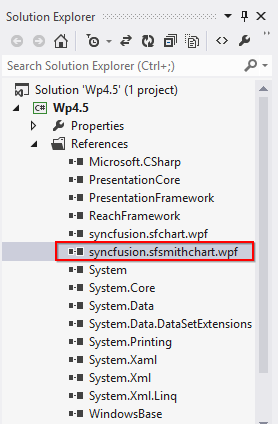 Solution Explorer
Search Solution Explorer (Ctrl+;)
Solution 'Wp4.5' (1 project)
C# Wp4.5
Properties
References
Microsoft.CSharp
PresentationCore
PresentationFramework
ReachFramework
syncfusion.sfchart.wpf
syncfusion.sfsmithchart.wpf
System
System.Core
System.Data
System.Data.DataSetExtensions
System.Printing
System.Xaml
System.Xml
System.Xml.Linq
WindowsBase